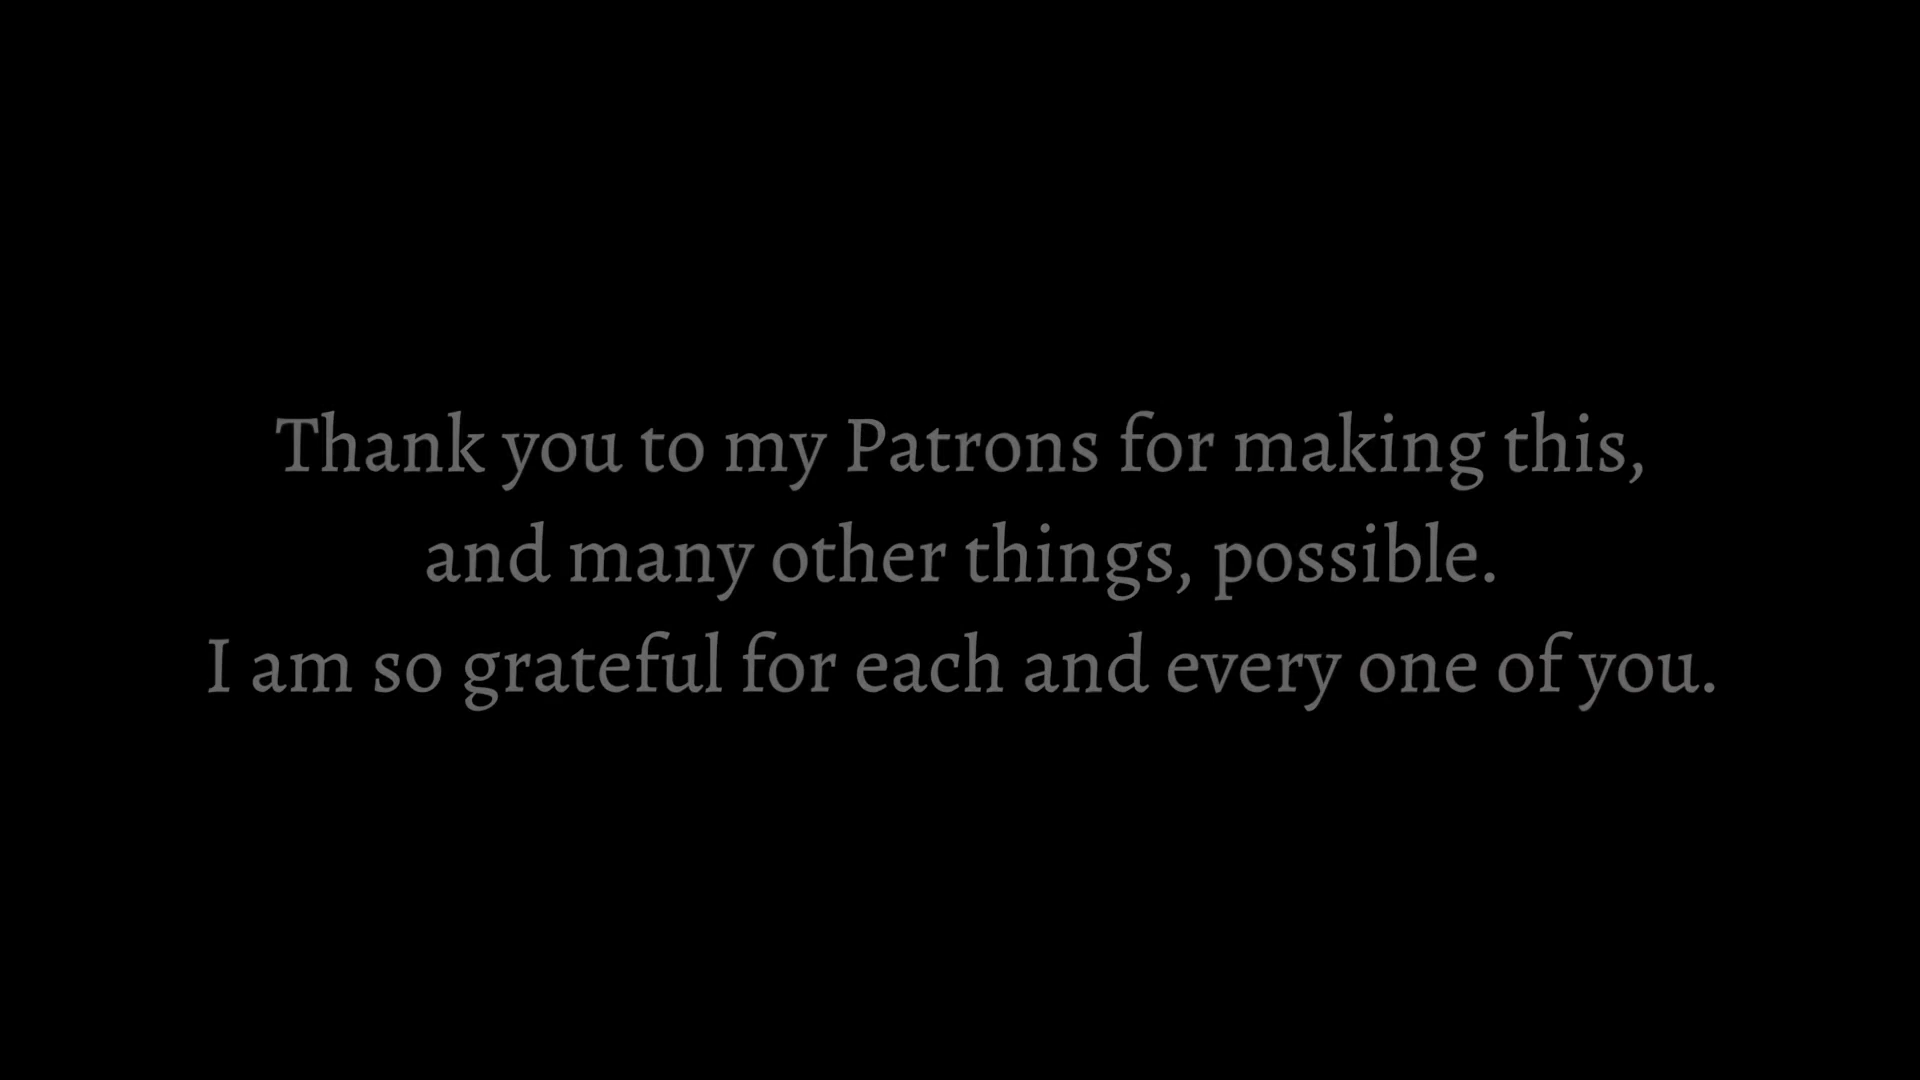 Thank you to my Patrons for making this,
and many other things, possible.
I am so grateful for each and every one of you.